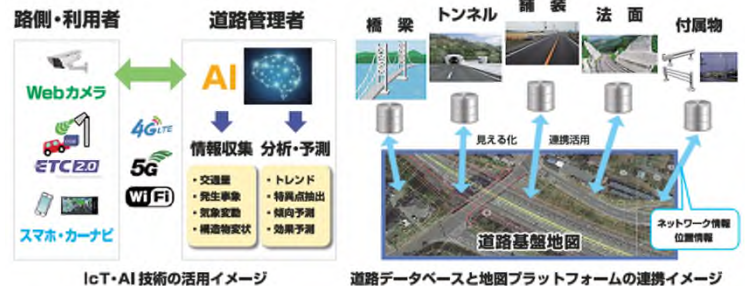 路側・利用者
道路管理者
Webカメラ
AI
ETC2.0
4G LTE
5G
WiFi
スマホ・カーナビ
情報収集
・交通量
・発生事象
・気象変動
・構造物変状
分析・予測
・トレンド
・特異点抽出
・傾向予測
・効果予測
IcT・AI技術の活用イメージ
橋梁
トンネル
舗装
法面
付属物
見える化
連携活用
道路基盤地図
ネットワーク情報
位置情報
道路データベースと地図プラットフォームの連携イメージ